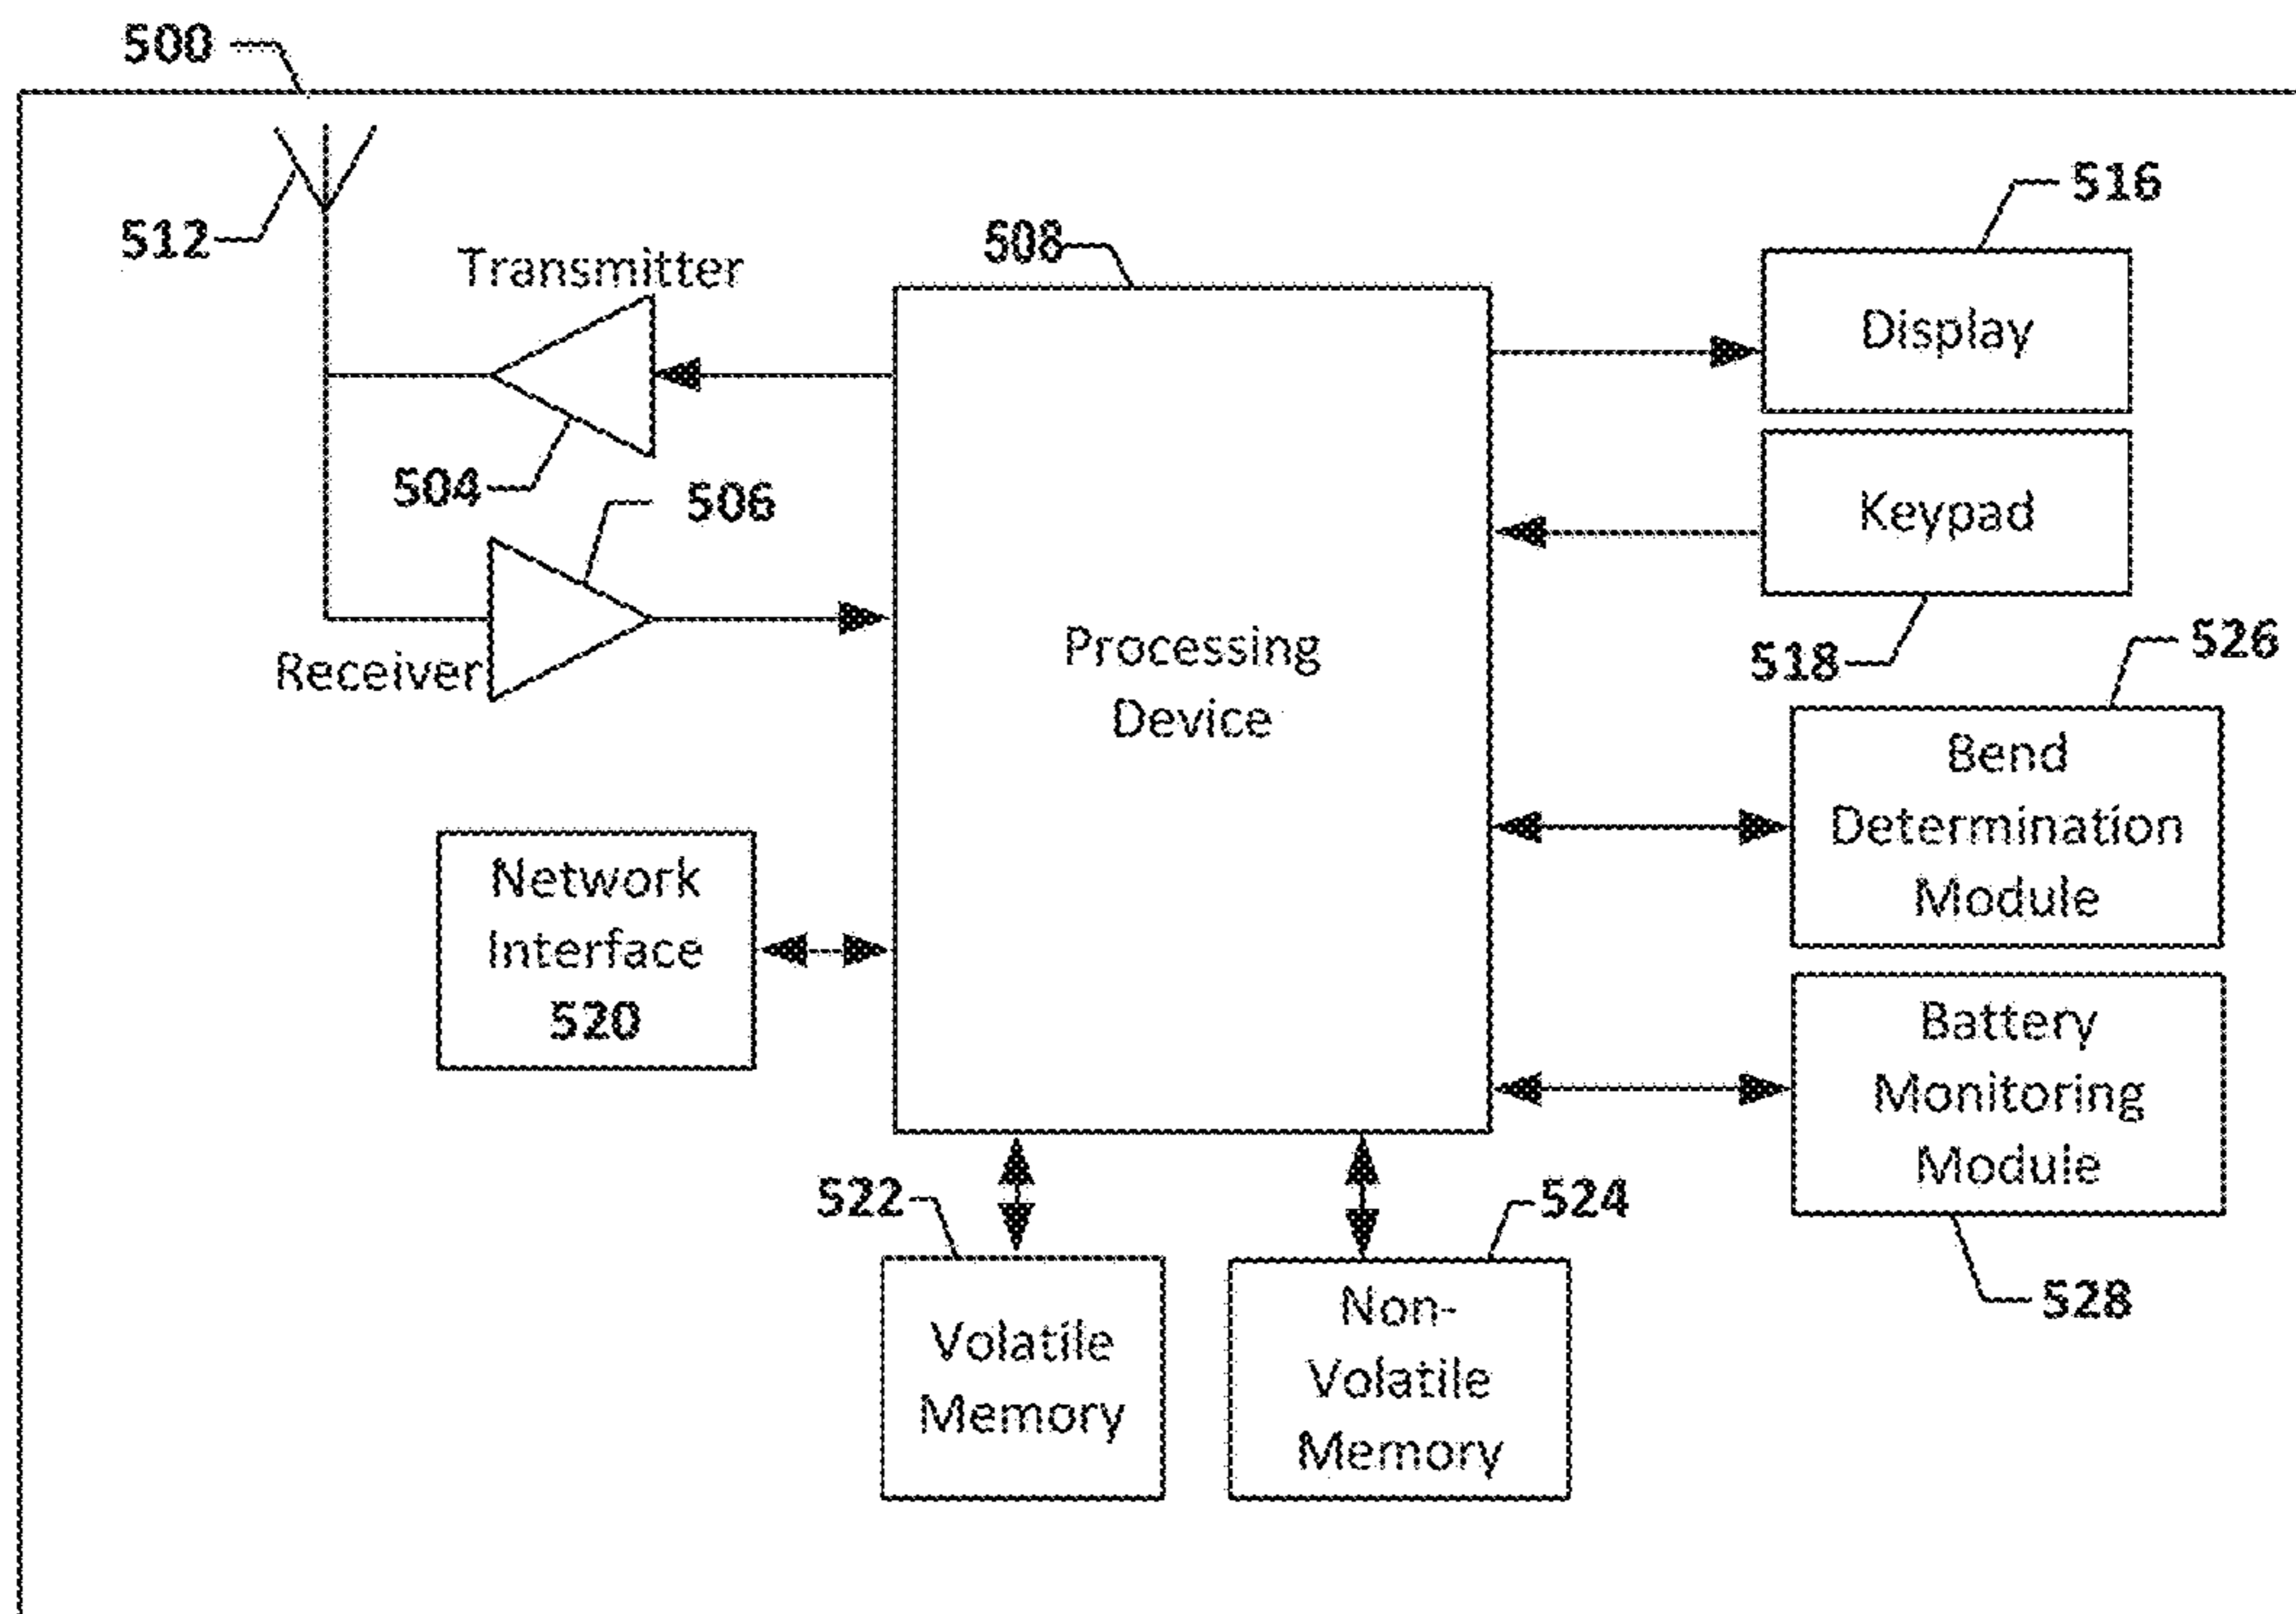 500
512
Transmitter
504
506
Receiver
508
Processing
Device
516
Display
Keypad
518
526
Bend
Determination
Module
Battery
Monitoring
Module
528
Network
Interface
520
522
Volatile
Memory
524
Non-
Volatile
Memory